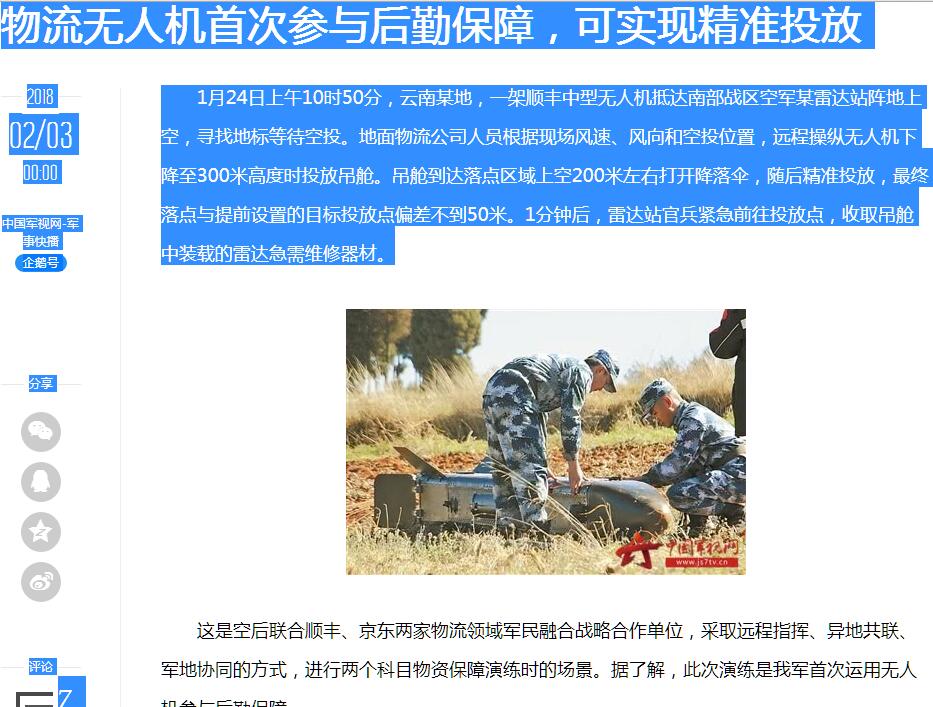 物流无人机首次参与后勤保障，可实现精准投放
2018
02/03
00:00
中国军视网-军
事快播
企鹅号
分享
评论
7
1月24日上午10时50分，云南某地，一架顺丰中型无人机抵达南部战区空军某雷达站阵地上
空，寻找地标等待空投。地面物流公司人员根据现场风速、风向和空投位置，远程操纵无人机下
降至300米高度时投放吊舱。吊舱到达落点区域上空200米左右打开降落伞，随后精准投放，最终
落点与提前设置的目标投放点偏差不到50米。1分钟后，雷达站官兵紧急前往投放点，收取吊舱
中装载的雷达急需维修器材。
中国军视网
www.js7tv.cn
这是空后联合顺丰、京东两家物流领域军民融合战略合作单位，采取远程指挥、异地共联、
军地协同的方式，进行两个科目物资保障演练时的场景。据了解，此次演练是我军首次运用无人
机参与后勤保障